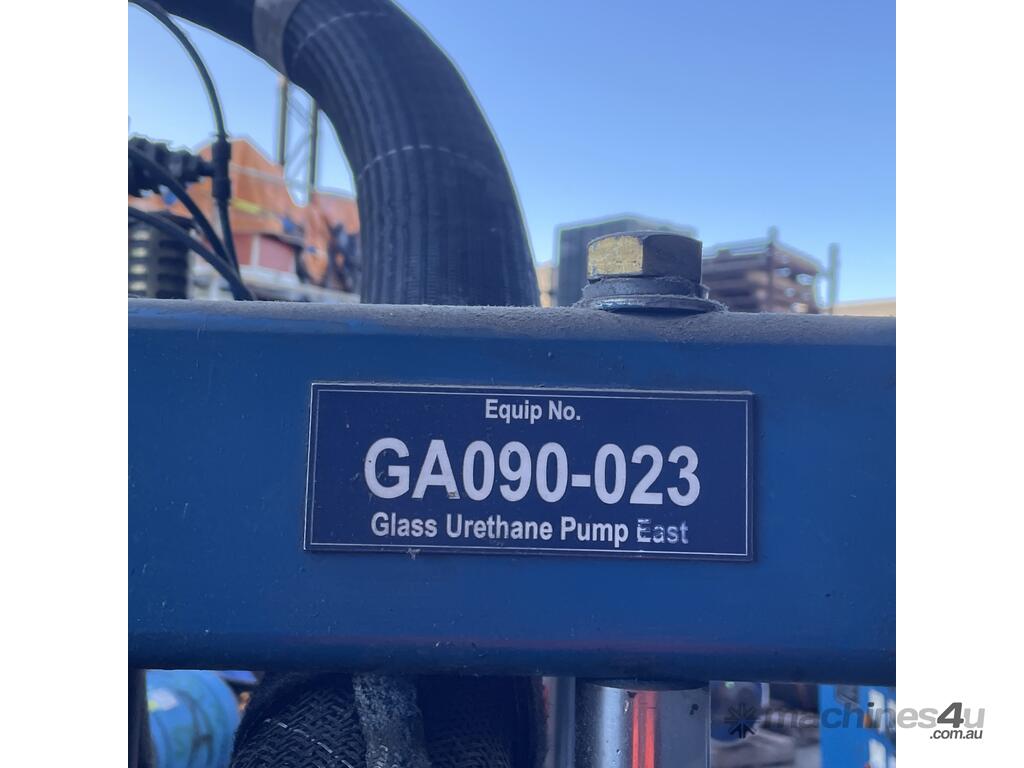 Equip No.
GA090-023
Glass Urethane Pump East
machines4u
.com.au